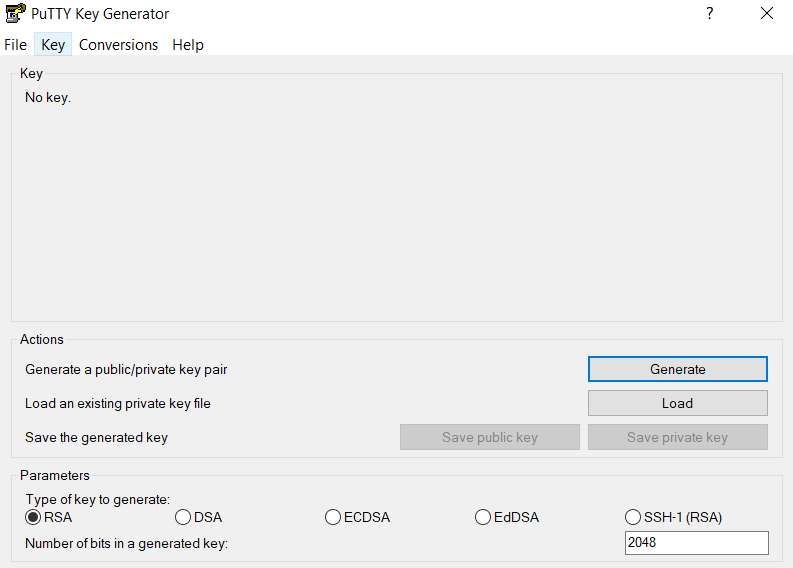 PuTTY Key Generator ?
File Key Conversions Help
Key
No key.
Actions
Generate a public/private key pair Generate
Load an existing private key file Load
Save the generated key Save public key Save private key
Parameters
Type of key to generate:
RSA DSA ECDSA EdDSA SSH-1 (RSA)
Number of bits in a generated key: 2048